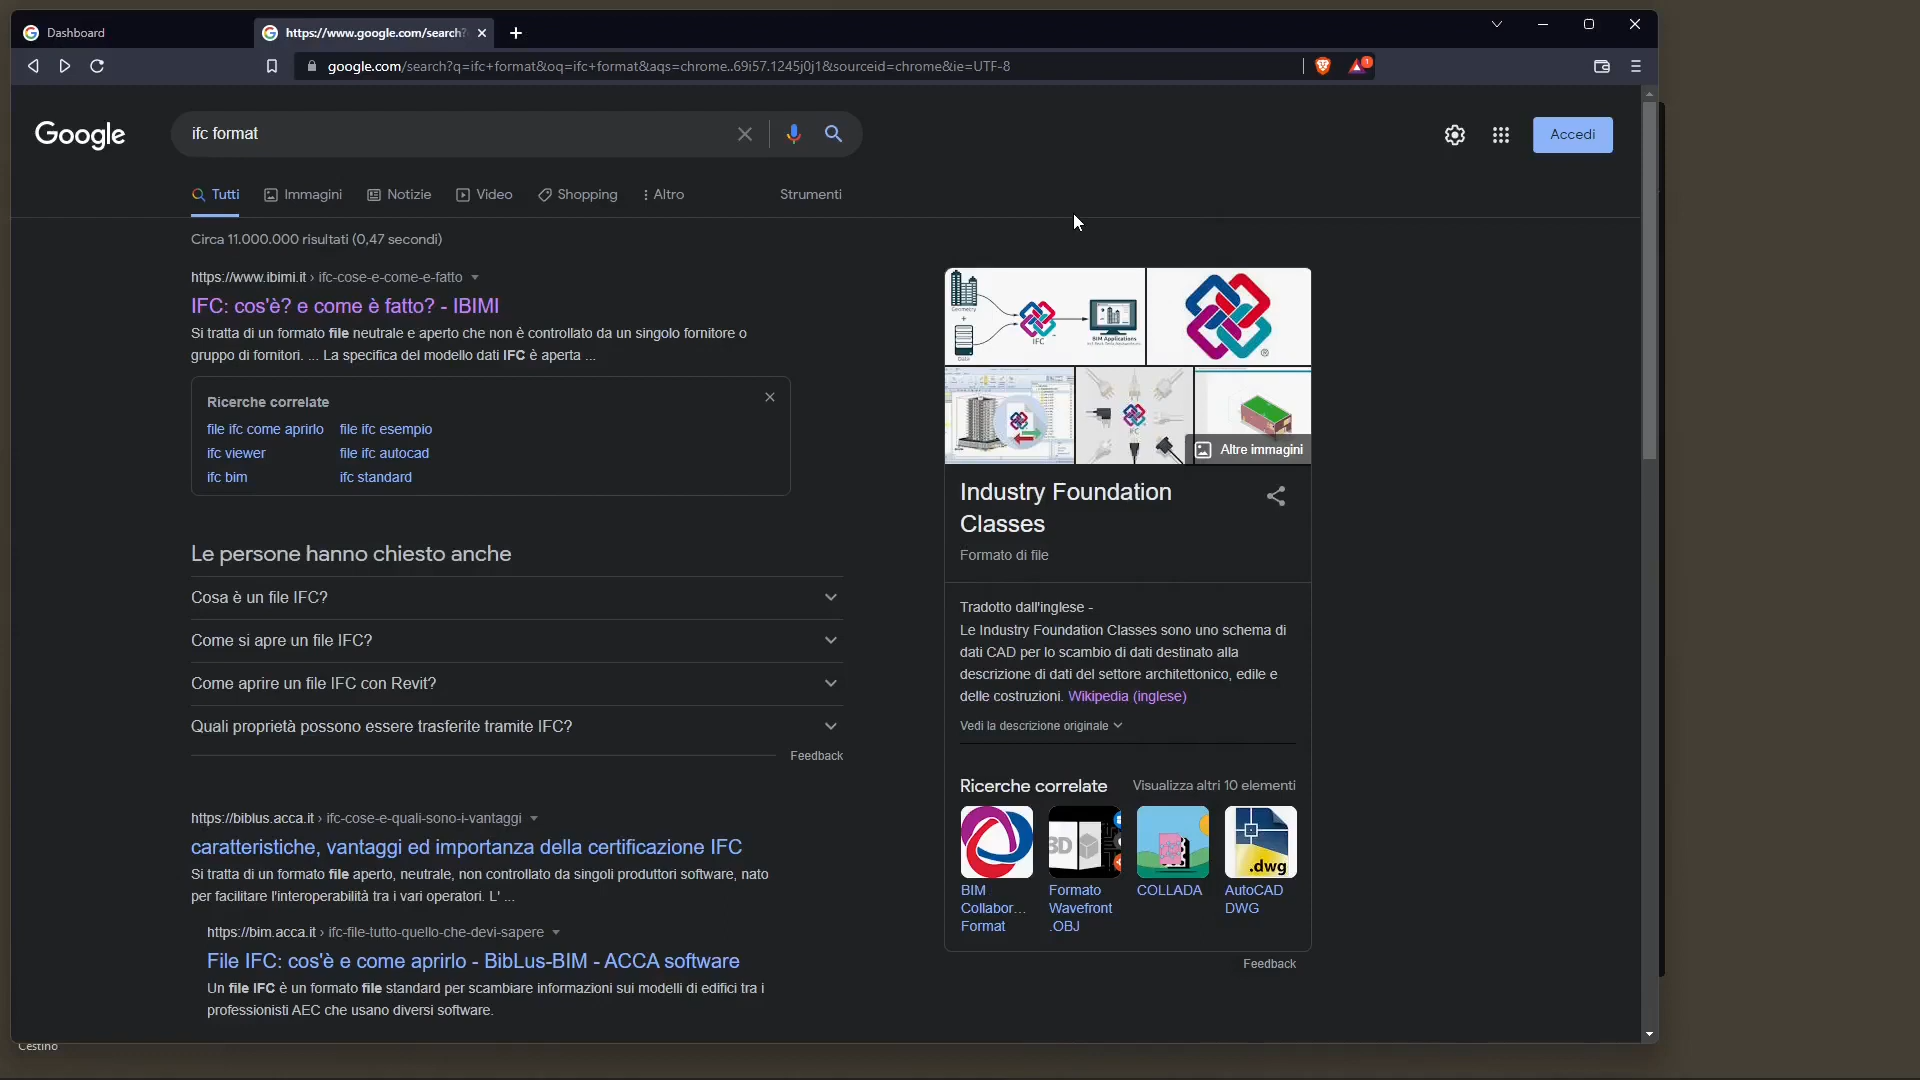 Dashboard
https://www.google.com/search?
google.com/search?q=ifc+format&oq=ifc+format&aqs=chrome..69i57.1245j0j1&sourceid=chrome&ie=UTF-8
1
Google
ifc format
Accedi
Tutti
Immagini
Notizie
Video
Shopping
Altro
Strumenti
Circa 11.000.000 risultati (0,47 secondi)
https://www.ibimi.it › ifc-cose-e-come-e-fatto
IFC: cos'è? e come è fatto? - IBIMI
Si tratta di un formato file neutrale e aperto che non è controllato da un singolo fornitore o
gruppo di fornitori. ... La specifica del modello dati IFC è aperta ...
Ricerche correlate
file ifc come aprirlo
file ifc esempio
ifc viewer
file ifc autocad
ifc bim
ifc standard
Le persone hanno chiesto anche
Cosa è un file IFC?
Come si apre un file IFC?
Come aprire un file IFC con Revit?
Quali proprietà possono essere trasferite tramite IFC?
Feedback
https://biblus.acca.it › ifc-cose-e-quali-sono-i-vantaggi
caratteristiche, vantaggi ed importanza della certificazione IFC
Si tratta di un formato file aperto, neutrale, non controllato da singoli produttori software, nato
per facilitare l'interoperabilità tra i vari operatori. L' ...
https://bim.acca.it › ifc-file-tutto-quello-che-devi-sapere
File IFC: cos'è e come aprirlo - BibLus-BIM - ACCA software
Un file IFC è un formato file standard per scambiare informazioni sui modelli di edifici tra i
professionisti AEC che usano diversi software.
Geometry
+
Data
IFC
BIM Applications
®
IFC
Altre immagini
Industry Foundation
Classes
Formato di file
Tradotto dall'inglese -
Le Industry Foundation Classes sono uno schema di
dati CAD per lo scambio di dati destinato alla
descrizione di dati del settore architettonico, edile e
delle costruzioni. Wikipedia (inglese)
Vedi la descrizione originale
Ricerche correlate
Visualizza altri 10 elementi
3D
.dwg
BIM
Collabor...
Format
Formato
Wavefront
.OBJ
COLLADA
AutoCAD
DWG
Feedback
Cestino